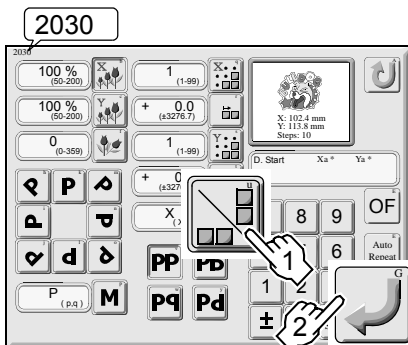 2030
2030
100 %
(50-200)
X
1
(1-99)
X
100 %
(50-200)
Y
+ 0.0
(±3276.7)
X: 102.4 mm
Y: 113.8 mm
Steps: 10
0
(0-359)
1
(1-99)
Y
D. Start Xa * Ya *
+
(±327
u
P P P
X
8 9
OF
P P
1
6
Auto
Repeat
P d P
PP PB
G
P
(p,q)
M
Pq Pd
1
±
2